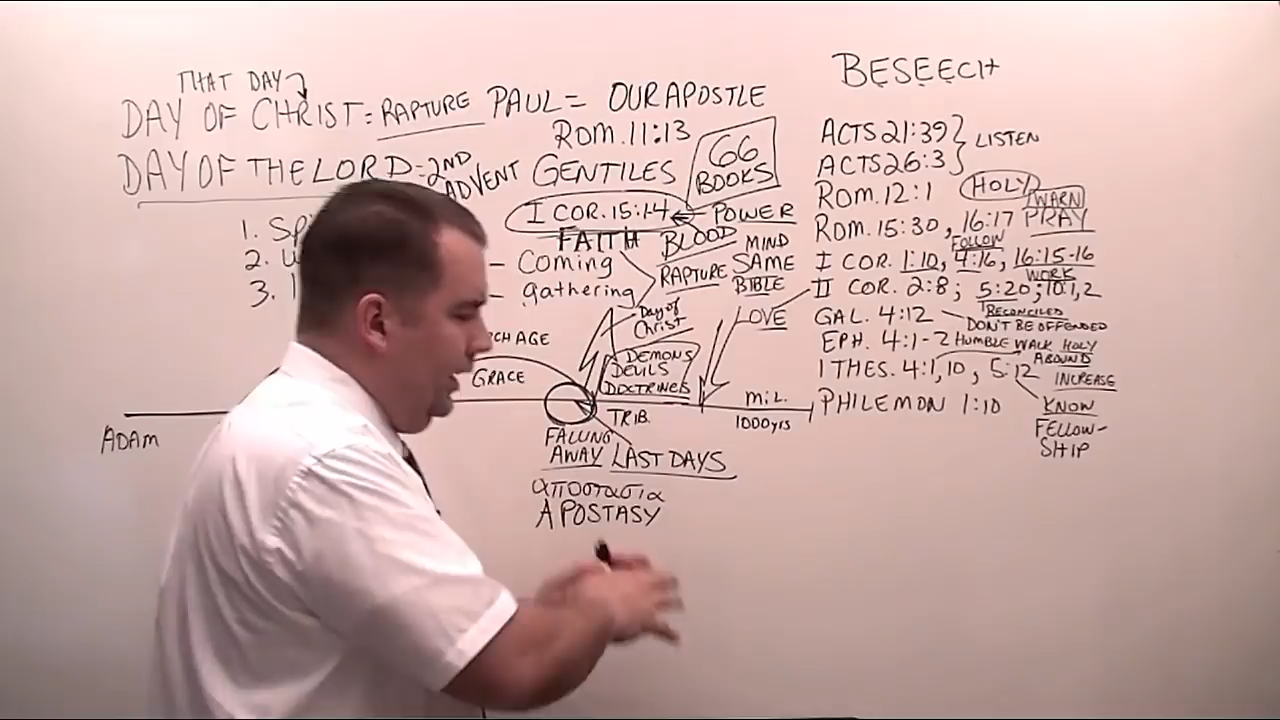 THAT DAY
DAY OF CHRIST = RAPTURE
PAUL = OUR APOSTLE
ROM. 11:13
DAY OF THE LORD = 2ND ADVENT
GENTILES
66 BOOKS
I COR. 15:1-4
POWER
FAITH
BLOOD
1. Sp
2.
3.
- Coming
- gathering
RAPTURE
MIND
SAME
BIBLE
LOVE
Day of Christ
CH AGE
GRACE
DEMONS
DEVILS
DOCTRINES
ADAM
TRIB.
MIL.
1000 yrs
FALLING AWAY
LAST DAYS
αποστασια
APOSTASY
BESEECH
ACTS 21:39 } LISTEN
ACTS 26:3
ROM. 12:1 HOLY
WARN
ROM. 15:30, 16:17 PRAY
FOLLOW
I COR. 1:10, 4:16, 16:15-16
WORK
II COR. 2:8; 5:20; 10:1,2
RECONCILED
GAL. 4:12 DON'T BE OFFENDED
EPH. 4:1-2 HUMBLE WALK HOLY
ABOUND
I THES. 4:1,10, 5:12 INCREASE
PHILEMON 1:10 KNOW
FELLOW-
SHIP